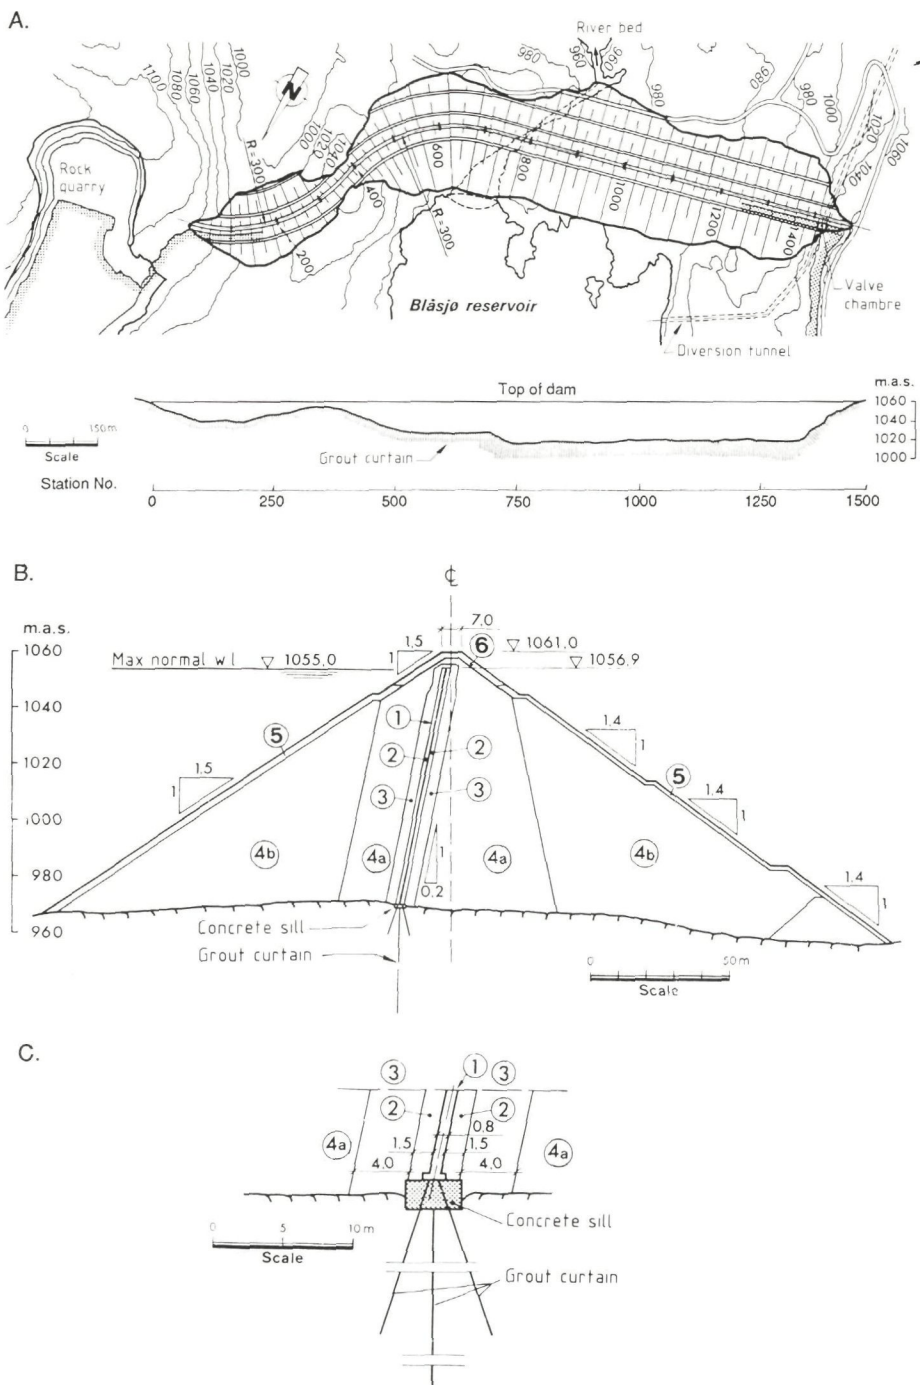 A.
River bed
1100
1080
1060
1040
1020
1000
N
1000
1020
1040
980
960
960
980
980
980
1000
1020
1040
1060
Rock
quarry
R=300
R=300
200
400
600
800
1000
1200
1400
Blåsjø reservoir
Valve
chambre
Diversion tunnel
Top of dam
m.a.s.
1060
1040
1020
1000
0 150m
Scale
Grout curtain
Station No.
0 250 500 750 1000 1250 1500
B.
℄
m.a.s.
1060
1040
1020
1000
980
960
7,0
1,5
1
Max normal w l 1055,0
6
1061,0
1056,9
1
2
2
3
3
5
5
1,5
1
1,4
1
1,4
1
1,4
1
4b
4a
4a
4b
1
0,2
Concrete sill
Grout curtain
0 50m
Scale
C.
3
1
3
2
2
4a
4a
0,8
1,5
1,5
4,0
4,0
Concrete sill
0 5 10 m
Scale
Grout curtain